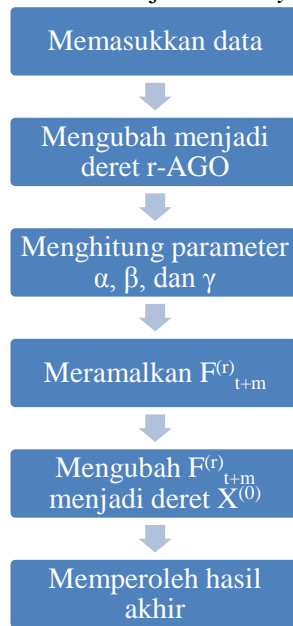 Memasukkan data
Mengubah menjadi
deret r-AGO
Menghitung parameter
α, β, dan γ
Meramalkan F⁽ʳ⁾ₜ₊ₘ
Mengubah F⁽ʳ⁾ₜ₊ₘ
menjadi deret X⁽⁰⁾
Memperoleh hasil
akhir